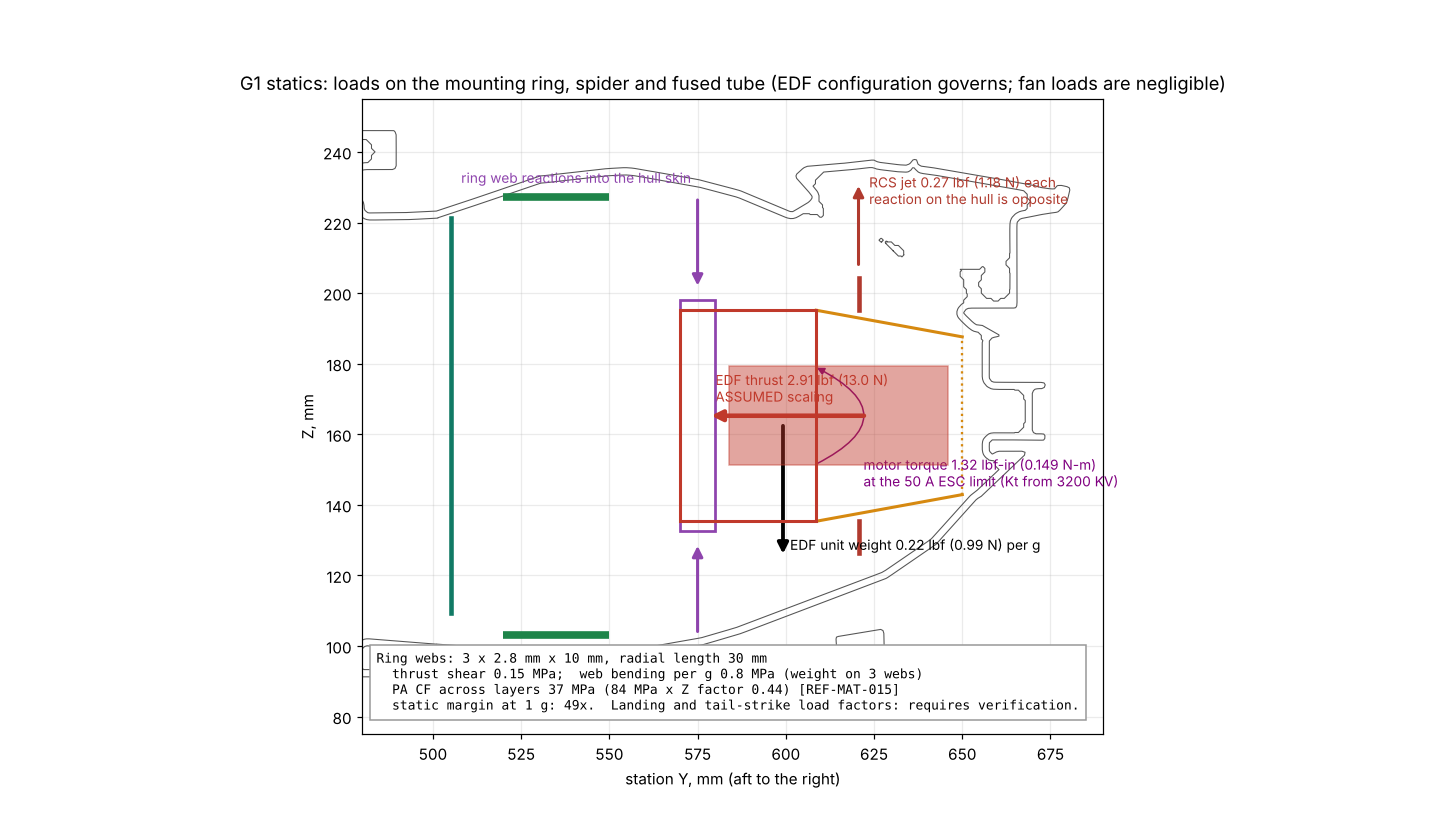 G1 statics: loads on the mounting ring, spider and fused tube (EDF configuration governs; fan loads are negligible)
240
220
200
180
160
140
120
100
80
Z, mm
ring web reactions into the hull skin
RCS jet 0.27 lbf (1.18 N) each
reaction on the hull is opposite
EDF thrust 2.91 lbf (13.0 N)
ASSUMED scaling
motor torque 1.32 lbf-in (0.149 N-m)
at the 50 A ESC limit (Kt from 3200 KV)
EDF unit weight 0.22 lbf (0.99 N) per g
Ring webs: 3 x 2.8 mm x 10 mm, radial length 30 mm
thrust shear 0.15 MPa;  web bending per g 0.8 MPa (weight on 3 webs)
PA CF across layers 37 MPa (84 MPa x Z factor 0.44) [REF-MAT-015]
static margin at 1 g: 49x.  Landing and tail-strike load factors: requires verification.
500
525
550
575
600
625
650
675
station Y, mm (aft to the right)